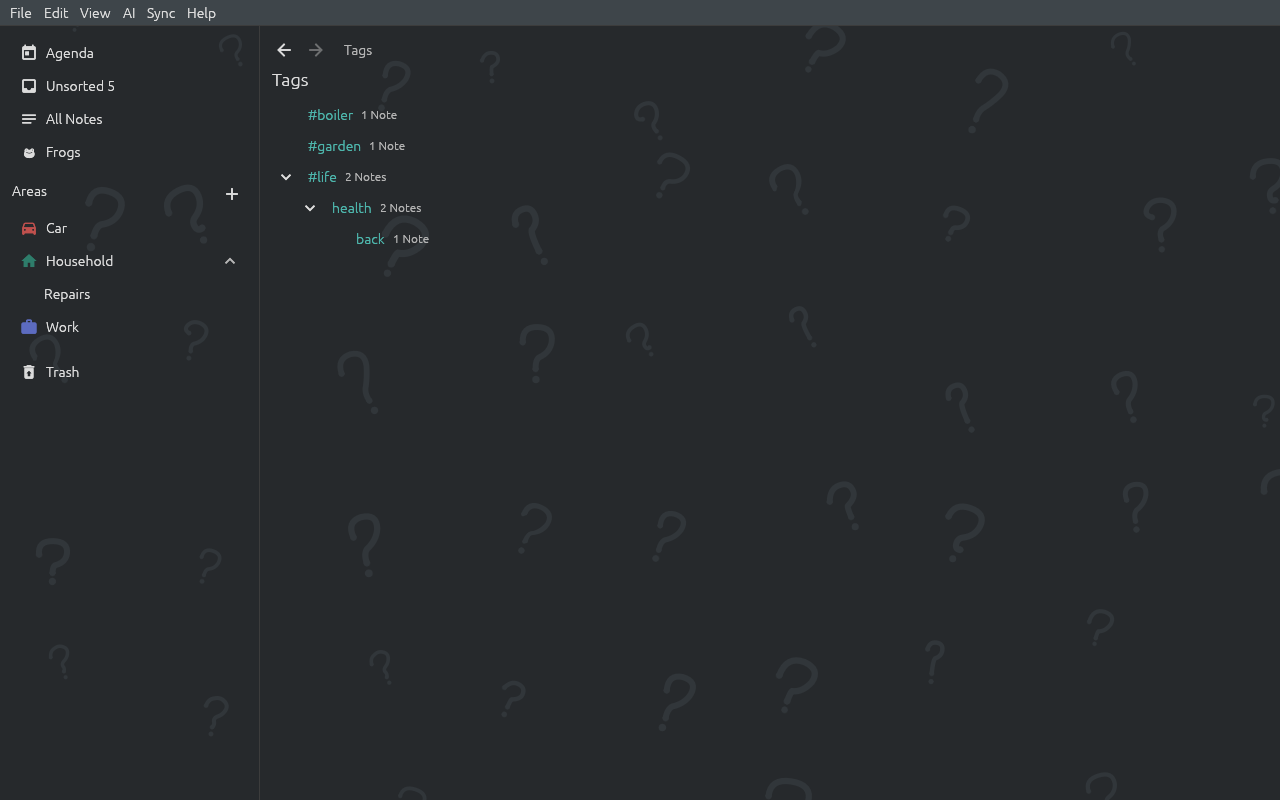 File Edit View AI Sync Help
Agenda
Unsorted 5
All Notes
Frogs
Areas
Car
Household
Repairs
Work
Trash
Tags
Tags
#boiler 1 Note
#garden 1 Note
#life 2 Notes
health 2 Notes
back 1 Note